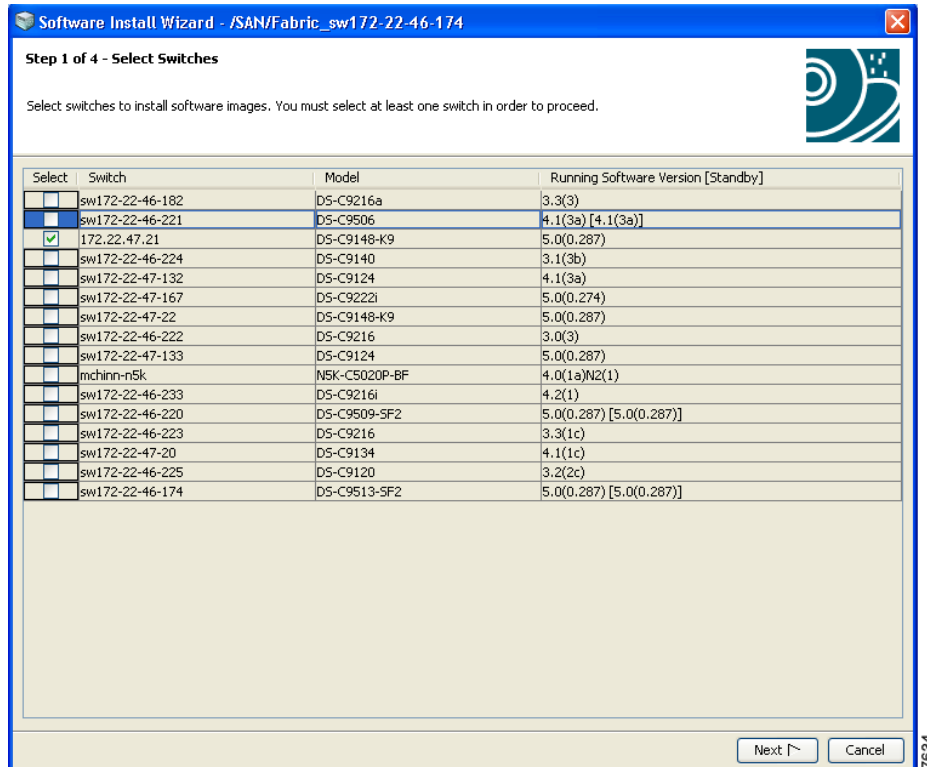 Software Install Wizard - /SAN/Fabric_sw172-22-46-174
Step 1 of 4 - Select Switches
Select switches to install software images. You must select at least one switch in order to proceed.
Select Switch Model Running Software Version [Standby]
sw172-22-46-182 DS-C9216a 3.3(3)
sw172-22-46-221 DS-C9506 4.1(3a) [4.1(3a)]
172.22.47.21 DS-C9148-K9 5.0(0.287)
sw172-22-46-224 DS-C9140 3.1(3b)
sw172-22-47-132 DS-C9124 4.1(3a)
sw172-22-47-167 DS-C9222i 5.0(0.274)
sw172-22-47-22 DS-C9148-K9 5.0(0.287)
sw172-22-46-222 DS-C9216 3.0(3)
sw172-22-47-133 DS-C9124 5.0(0.287)
mchinn-n5k N5K-C5020P-BF 4.0(1a)N2(1)
sw172-22-46-233 DS-C9216i 4.2(1)
sw172-22-46-220 DS-C9509-SF2 5.0(0.287) [5.0(0.287)]
sw172-22-46-223 DS-C9216 3.3(1c)
sw172-22-47-20 DS-C9134 4.1(1c)
sw172-22-46-225 DS-C9120 3.2(2c)
sw172-22-46-174 DS-C9513-SF2 5.0(0.287) [5.0(0.287)]
Next Cancel